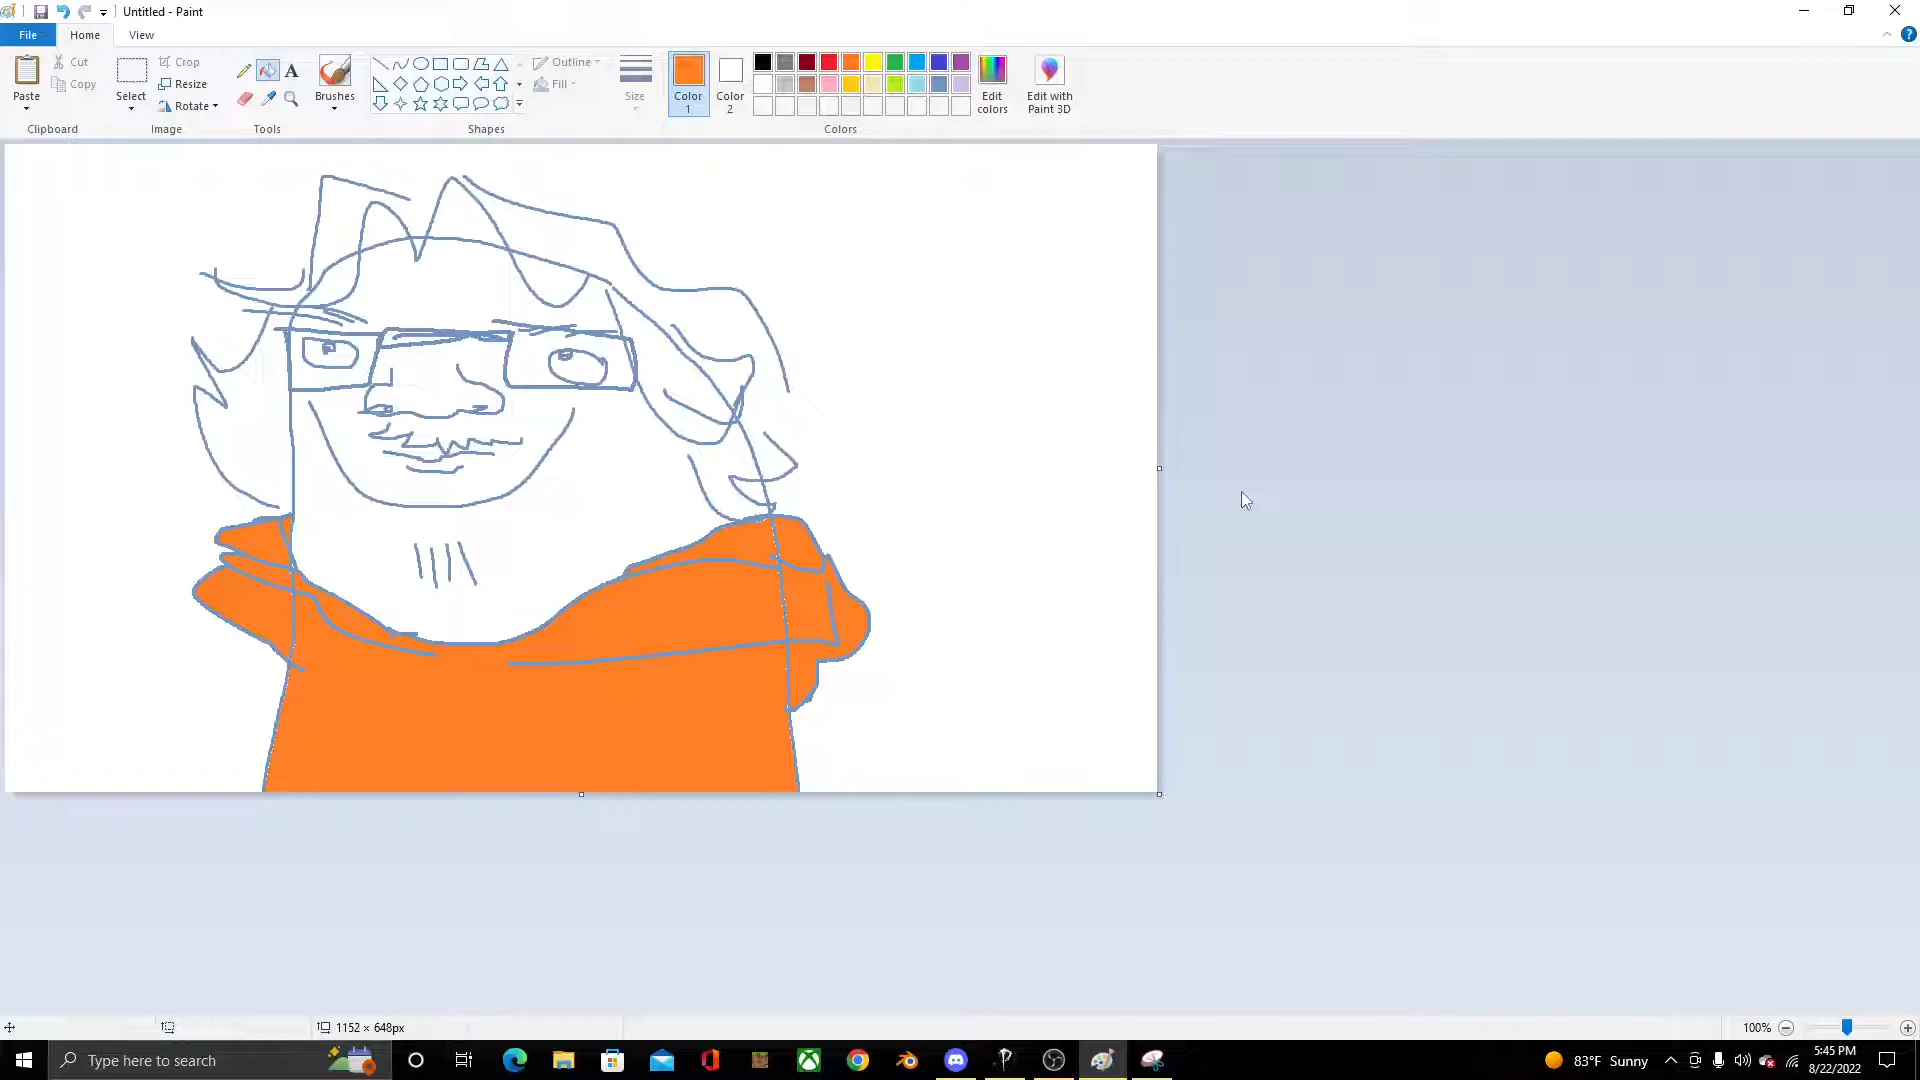 Untitled - Paint
File Home View
Paste
Cut
Copy
Clipboard
Select
Crop
Resize
Rotate
Image
A
Tools
Brushes
Shapes
Outline
Fill
Size
Color 1
Color 2
Colors
Edit colors
Edit with Paint 3D
1152 × 648px
100%
Type here to search
83°F Sunny
5:45 PM
8/22/2022